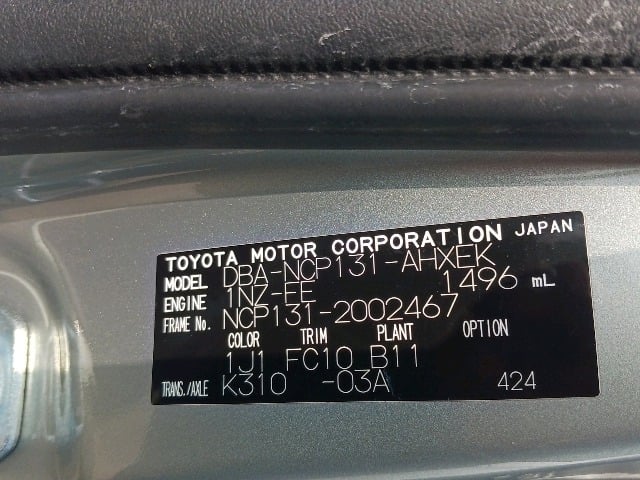 TOYOTA MOTOR CORPORATION JAPAN
MODEL DBA-NCP131-AHXEK
ENGINE 1NZ-FE 1496 mL
FRAME No. NCP131-2002467
COLOR TRIM PLANT OPTION
1J1 FC10 B11
TRANS./AXLE K310 -03A 424